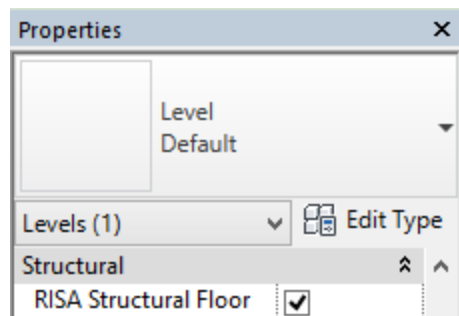 Properties
Level
Default
Levels (1)
Edit Type
Structural
RISA Structural Floor